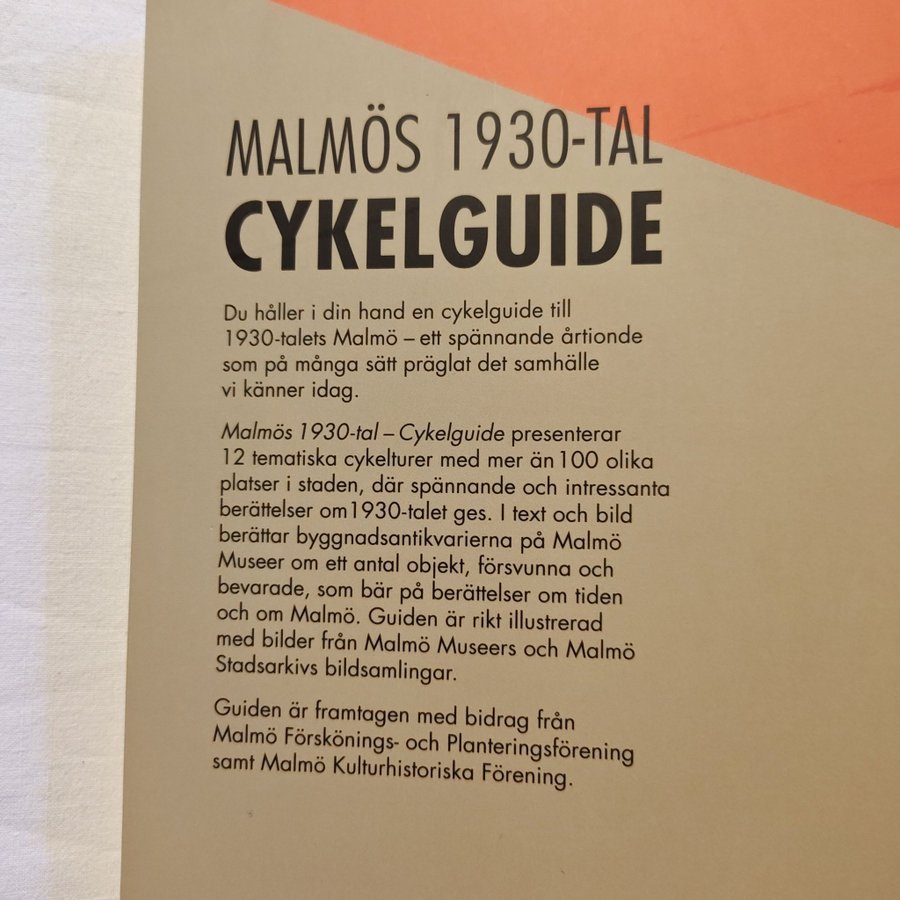 MALMÖS 1930-TAL
CYKELGUIDE
Du håller i din hand en cykelguide till
1930-talets Malmö – ett spännande årtionde
som på många sätt präglat det samhälle
vi känner idag.
Malmös 1930-tal – Cykelguide presenterar
12 tematiska cykelturer med mer än 100 olika
platser i staden, där spännande och intressanta
berättelser om 1930-talet ges. I text och bild
berättar byggnadsantikvarierna på Malmö
Museer om ett antal objekt, försvunna och
bevarade, som bär på berättelser om tiden
och om Malmö. Guiden är rikt illustrerad
med bilder från Malmö Museers och Malmö
Stadsarkivs bildsamlingar.
Guiden är framtagen med bidrag från
Malmö Förskönings- och Planteringsförening
samt Malmö Kulturhistoriska Förening.